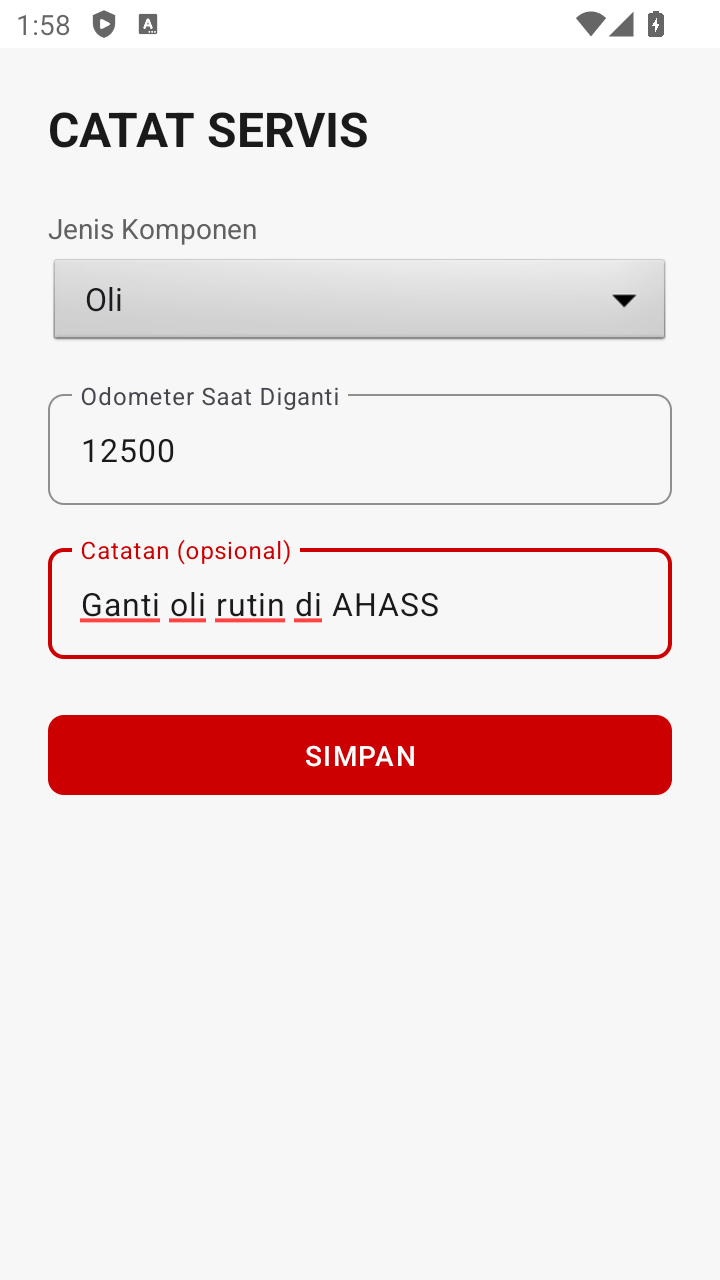 1:58
CATAT SERVIS
Jenis Komponen
Oli
Odometer Saat Diganti
12500
Catatan (opsional)
Ganti oli rutin di AHASS
SIMPAN